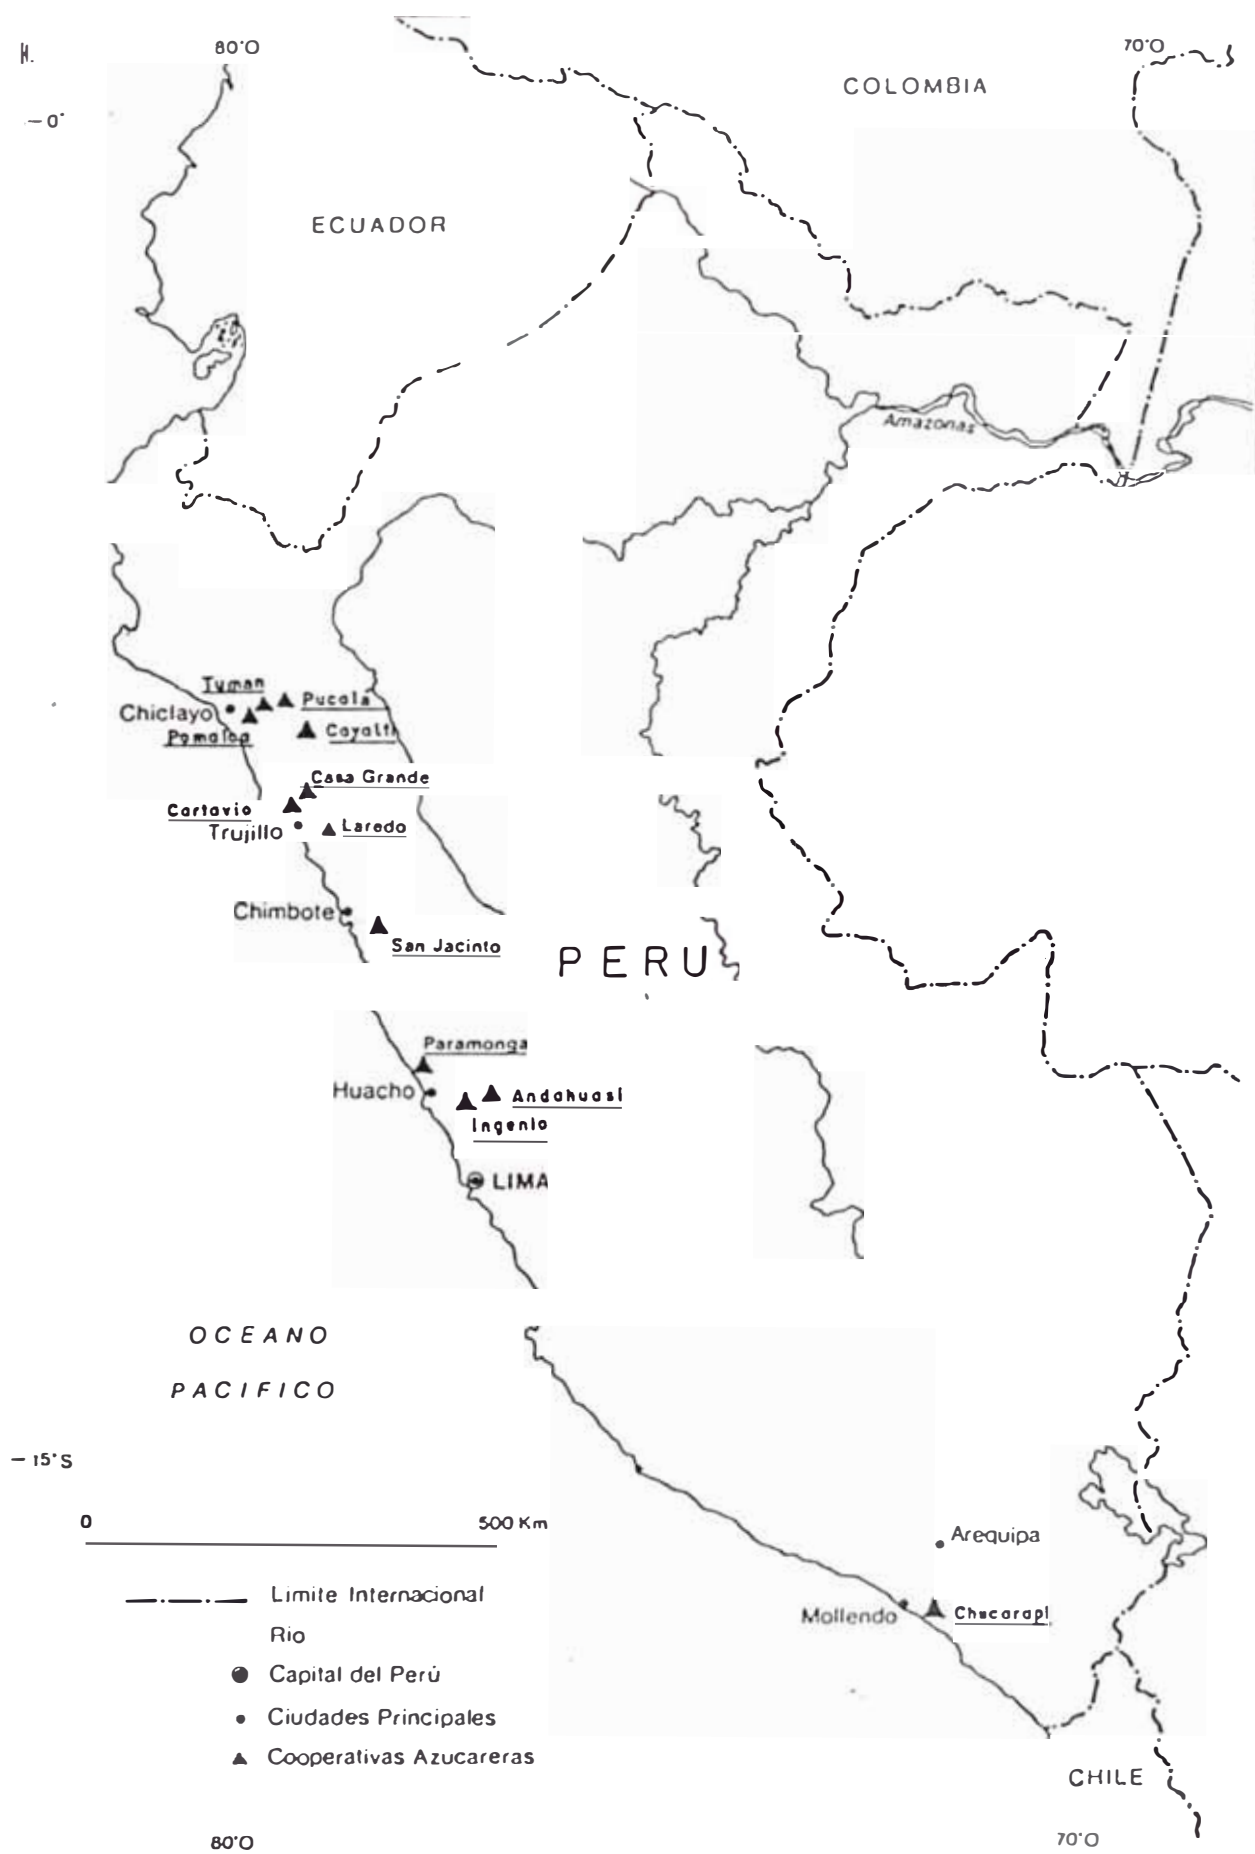 H.
80°O
70°O
COLOMBIA
—0°
ECUADOR
Amazonas
Tuman
Pucala
Chiclayo
Pomalca
Cayalti
Casa Grande
Cartavio
Trujillo
Laredo
Chimbote
San Jacinto
PERU
Paramonga
Huacho
Andahuasi
Ingenio
LIMA
OCEANO
PACIFICO
—15°S
0
500 Km
Arequipa
Mollendo
Chucarapi
Limite Internacional
Rio
Capital del Perú
Ciudades Principales
Cooperativas Azucareras
CHILE
80°O
70°O